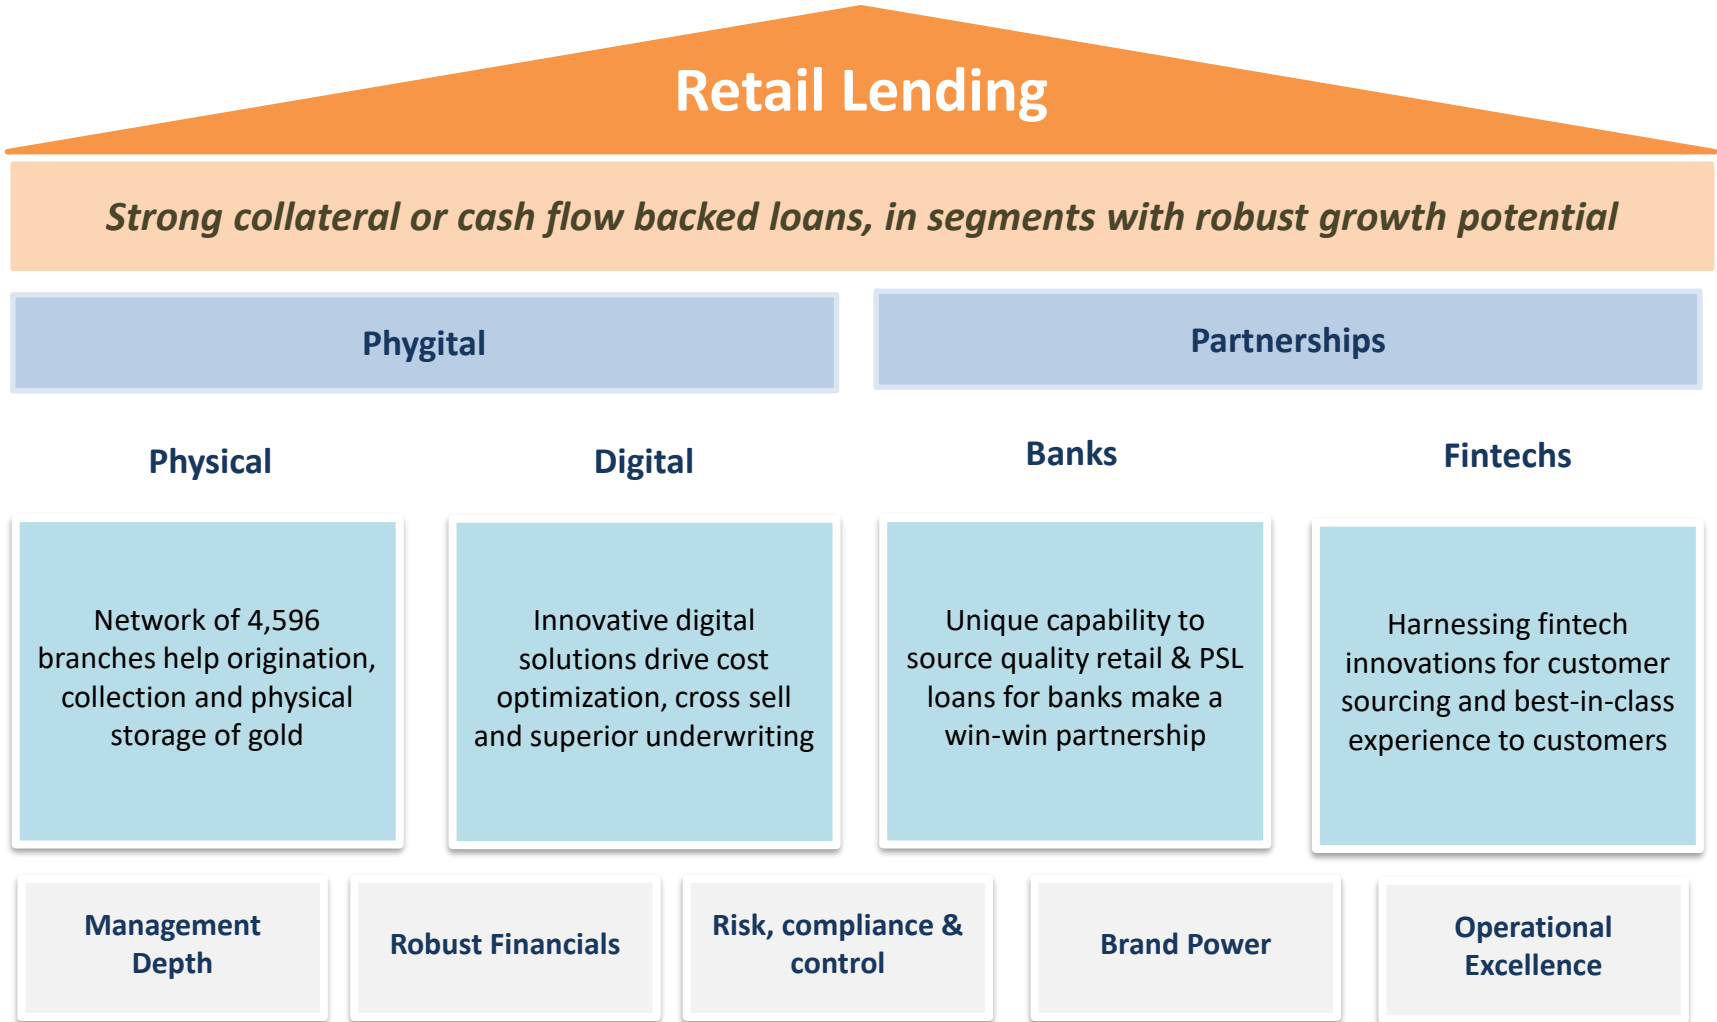 Retail Lending
Strong collateral or cash flow backed loans, in segments with robust growth potential
Phygital
Partnerships
Physical
Digital
Banks
Fintechs
Network of 4,596
branches help origination,
collection and physical
storage of gold
Innovative digital
solutions drive cost
optimization, cross sell
and superior underwriting
Unique capability to
source quality retail & PSL
loans for banks make a
win-win partnership
Harnessing fintech
innovations for customer
sourcing and best-in-class
experience to customers
Management
Depth
Robust Financials
Risk, compliance &
control
Brand Power
Operational
Excellence